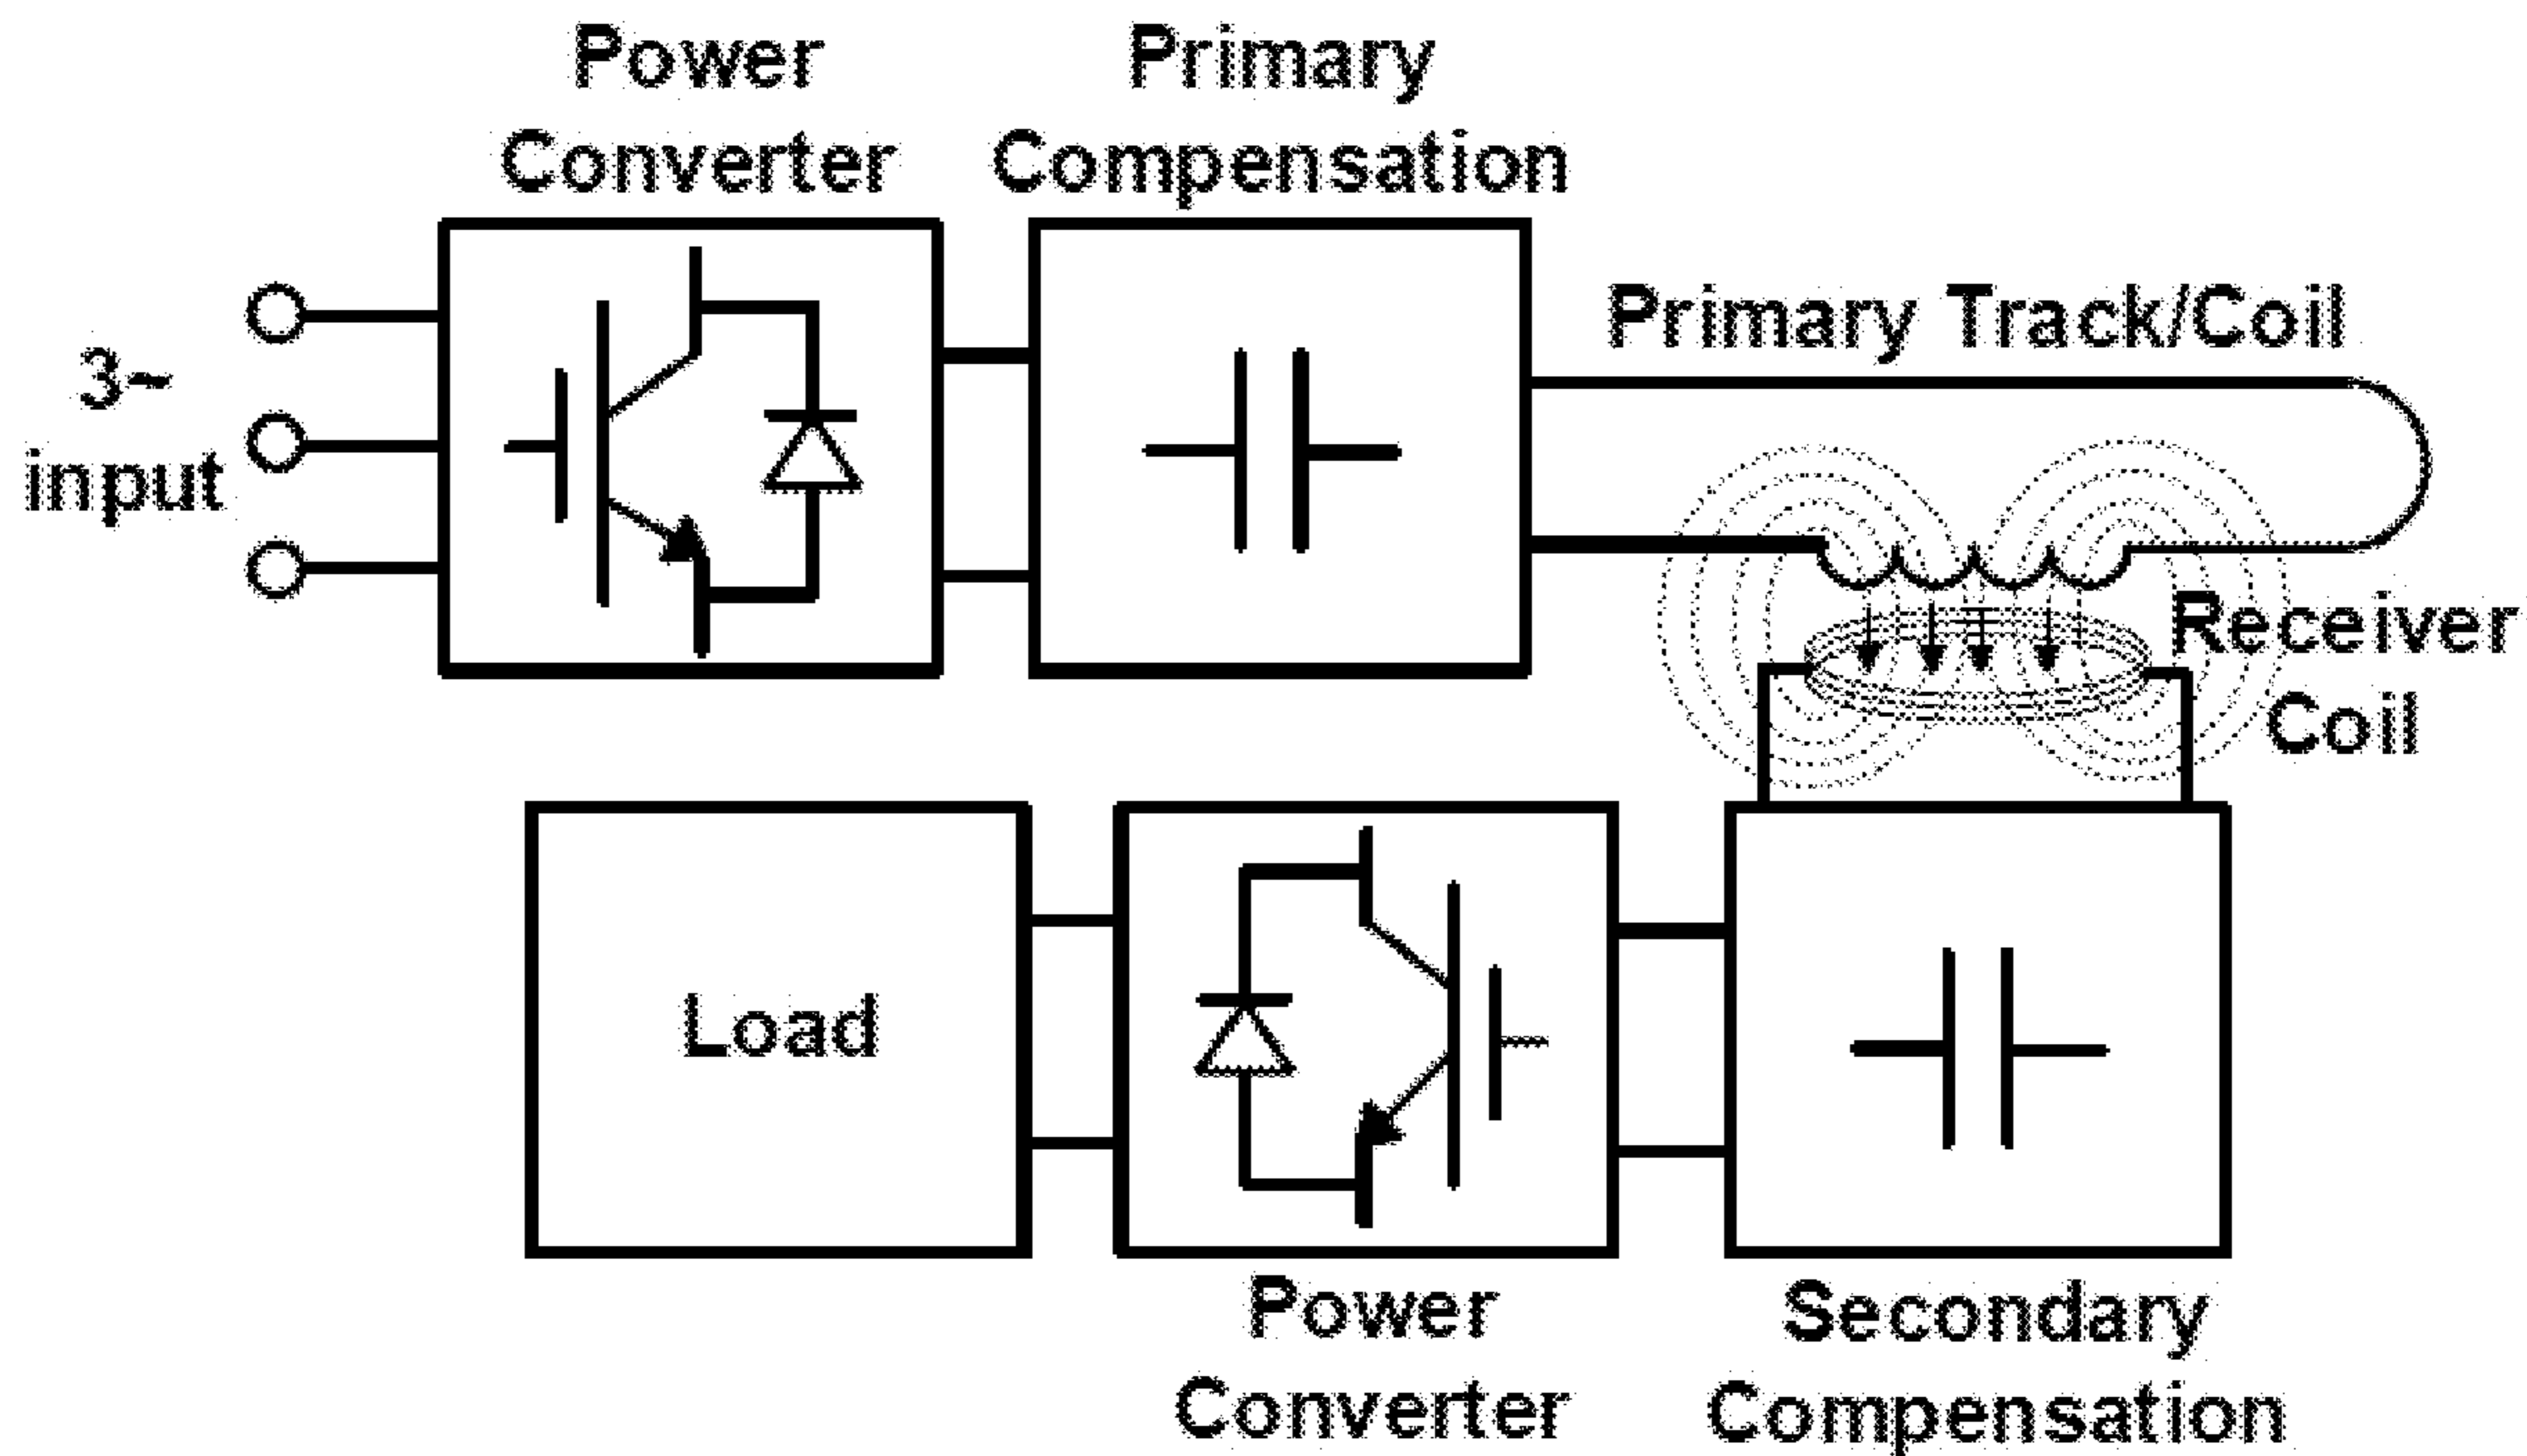 Power
Converter
Primary
Compensation
3~
input
Primary Track/Coil
Receiver
Coil
Load
Power
Converter
Secondary
Compensation